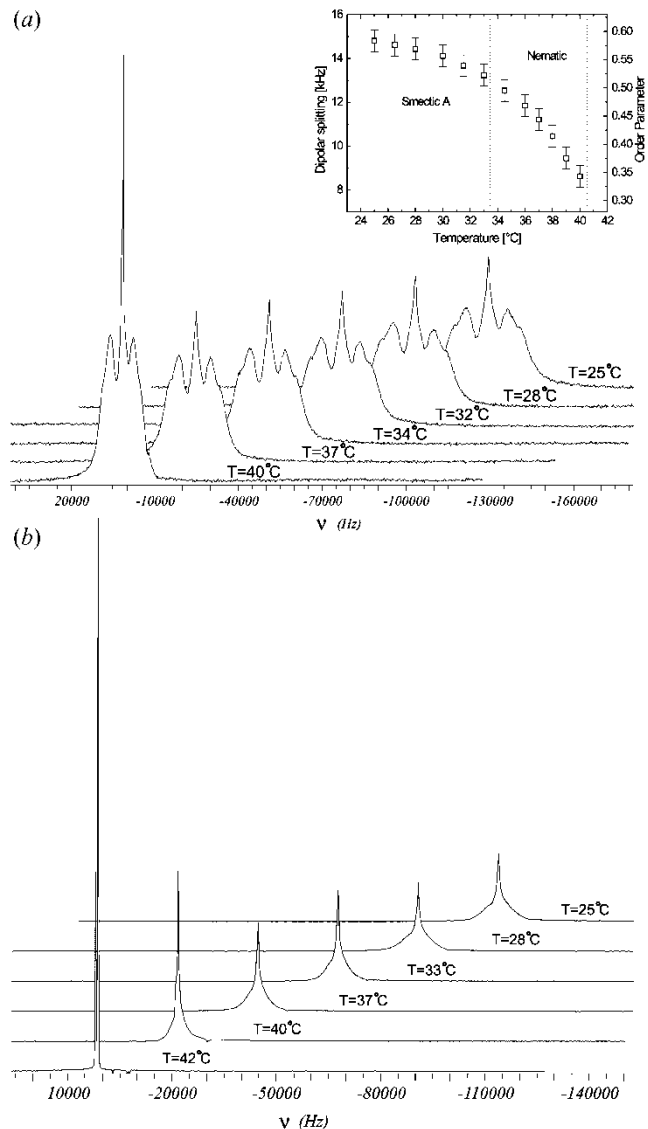 (a)
16
14
12
10
8
Dipolar splitting [kHz]
Smectic A
Nematic
0.60
0.55
0.50
0.45
0.40
0.35
0.30
Order Parameter
24 26 28 30 32 34 36 38 40 42
Temperature [°C]
T=25°C
T=28°C
T=32°C
T=34°C
T=37°C
T=40°C
20000 -10000 -40000 -70000 -100000 -130000 -160000
ν (Hz)
(b)
T=25°C
T=28°C
T=33°C
T=37°C
T=40°C
T=42°C
10000 -20000 -50000 -80000 -110000 -140000
ν (Hz)